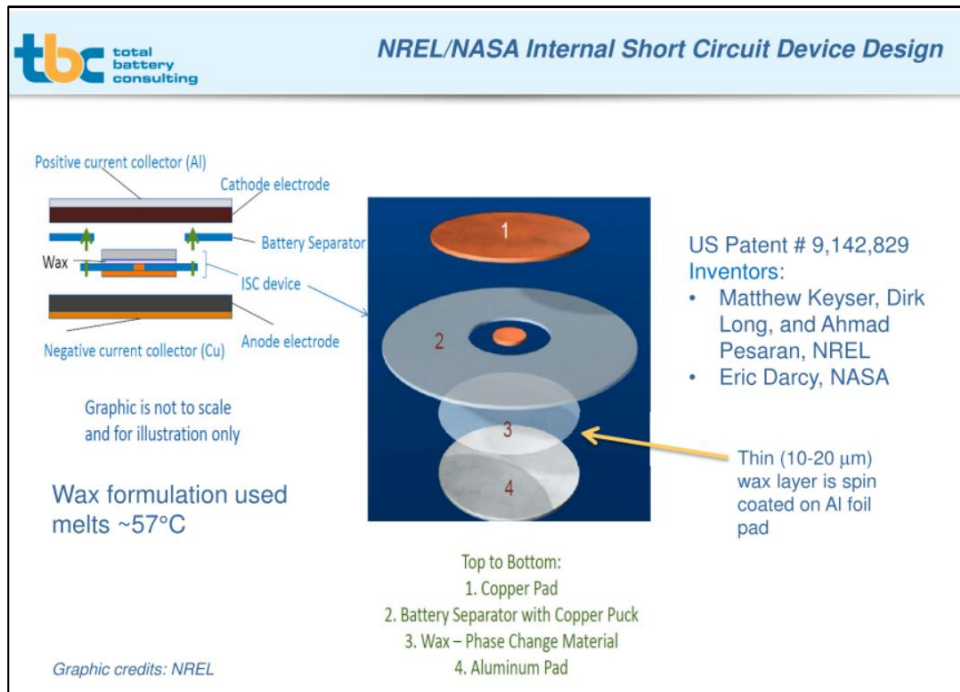 tbc total
battery
consulting
NREL/NASA Internal Short Circuit Device Design
Positive current collector (Al)
Cathode electrode
Battery Separator
Wax
ISC device
Anode electrode
Negative current collector (Cu)
Graphic is not to scale
and for illustration only
Wax formulation used
melts ~57°C
1
2
3
4
US Patent # 9,142,829
Inventors:
• Matthew Keyser, Dirk
Long, and Ahmad
Pesaran, NREL
• Eric Darcy, NASA
Thin (10-20 μm)
wax layer is spin
coated on Al foil
pad
Top to Bottom:
1. Copper Pad
2. Battery Separator with Copper Puck
3. Wax – Phase Change Material
4. Aluminum Pad
Graphic credits: NREL